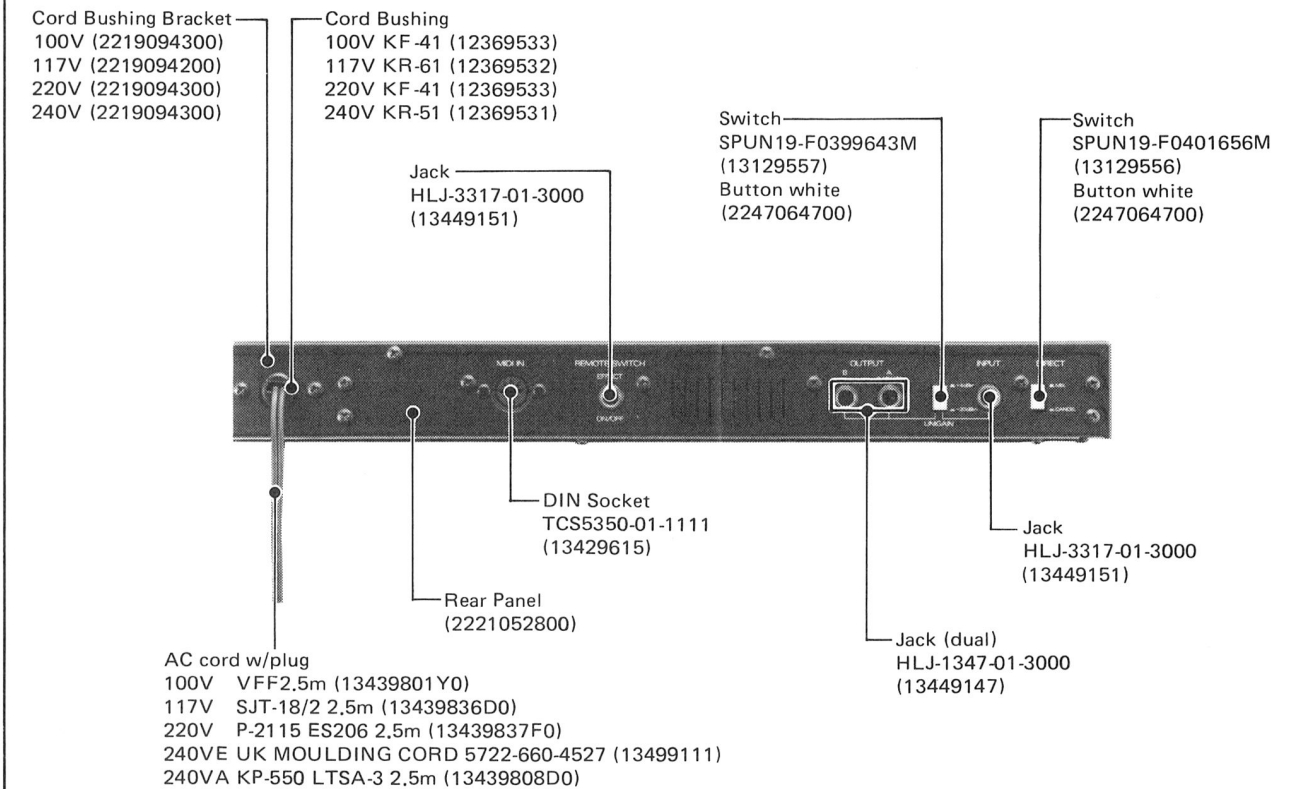 Cord Bushing Bracket
100V (2219094300)
117V (2219094200)
220V (2219094300)
240V (2219094300)
Cord Bushing
100V KF-41 (12369533)
117V KR-61 (12369532)
220V KF-41 (12369533)
240V KR-51 (12369531)
Jack
HLJ-3317-01-3000
(13449151)
Switch
SPUN19-F0399643M
(13129557)
Button white
(2247064700)
Switch
SPUN19-F0401656M
(13129556)
Button white
(2247064700)
MIDI IN
REMOTE SWITCH
EFFECT
ON/OFF
OUTPUT
B A
INPUT
DIRECT
UNIGAIN
DIN Socket
TCS5350-01-1111
(13429615)
Rear Panel
(2221052800)
Jack
HLJ-3317-01-3000
(13449151)
Jack (dual)
HLJ-1347-01-3000
(13449147)
AC cord w/plug
100V VFF2.5m (13439801Y0)
117V SJT-18/2 2.5m (13439836D0)
220V P-2115 ES206 2.5m (13439837F0)
240VE UK MOULDING CORD 5722-660-4527 (13499111)
240VA KP-550 LTSA-3 2.5m (13439808D0)